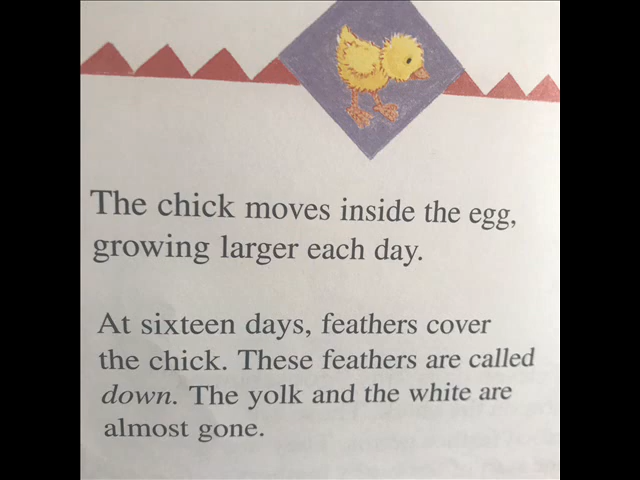 The chick moves inside the egg,
growing larger each day.
At sixteen days, feathers cover
the chick. These feathers are called
down. The yolk and the white are
almost gone.